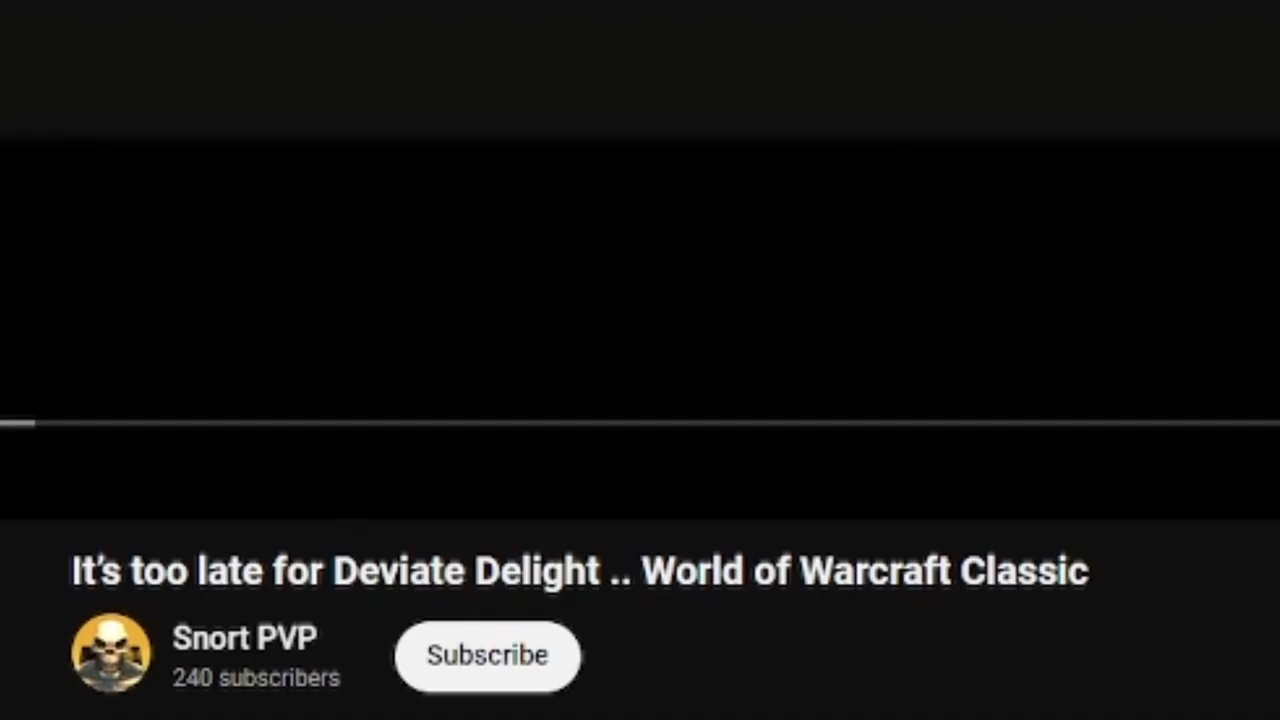 It's too late for Deviate Delight .. World of Warcraft Classic
Snort PVP
240 subscribers
Subscribe